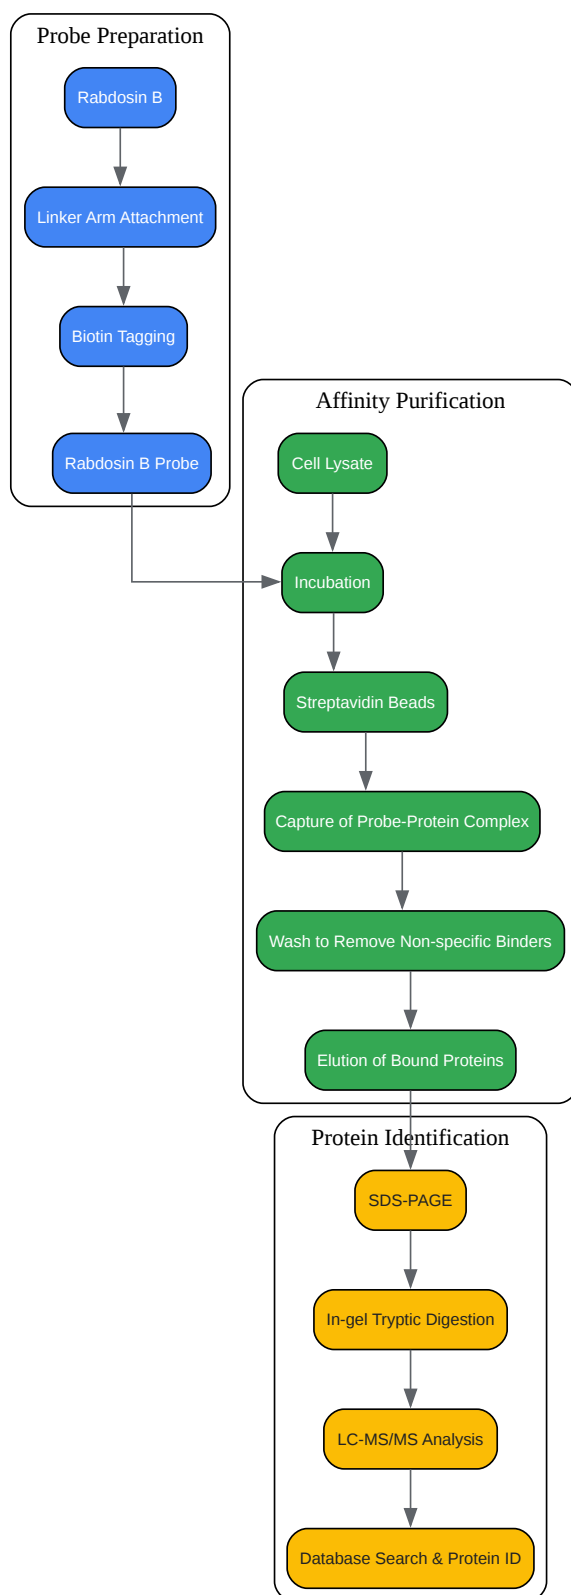 Probe Preparation
Rabdosin B
Linker Arm Attachment
Biotin Tagging
Rabdosin B Probe
Affinity Purification
Cell Lysate
Incubation
Streptavidin Beads
Capture of Probe-Protein Complex
Wash to Remove Non-specific Binders
Elution of Bound Proteins
Protein Identification
SDS-PAGE
In-gel Tryptic Digestion
LC-MS/MS Analysis
Database Search & Protein ID